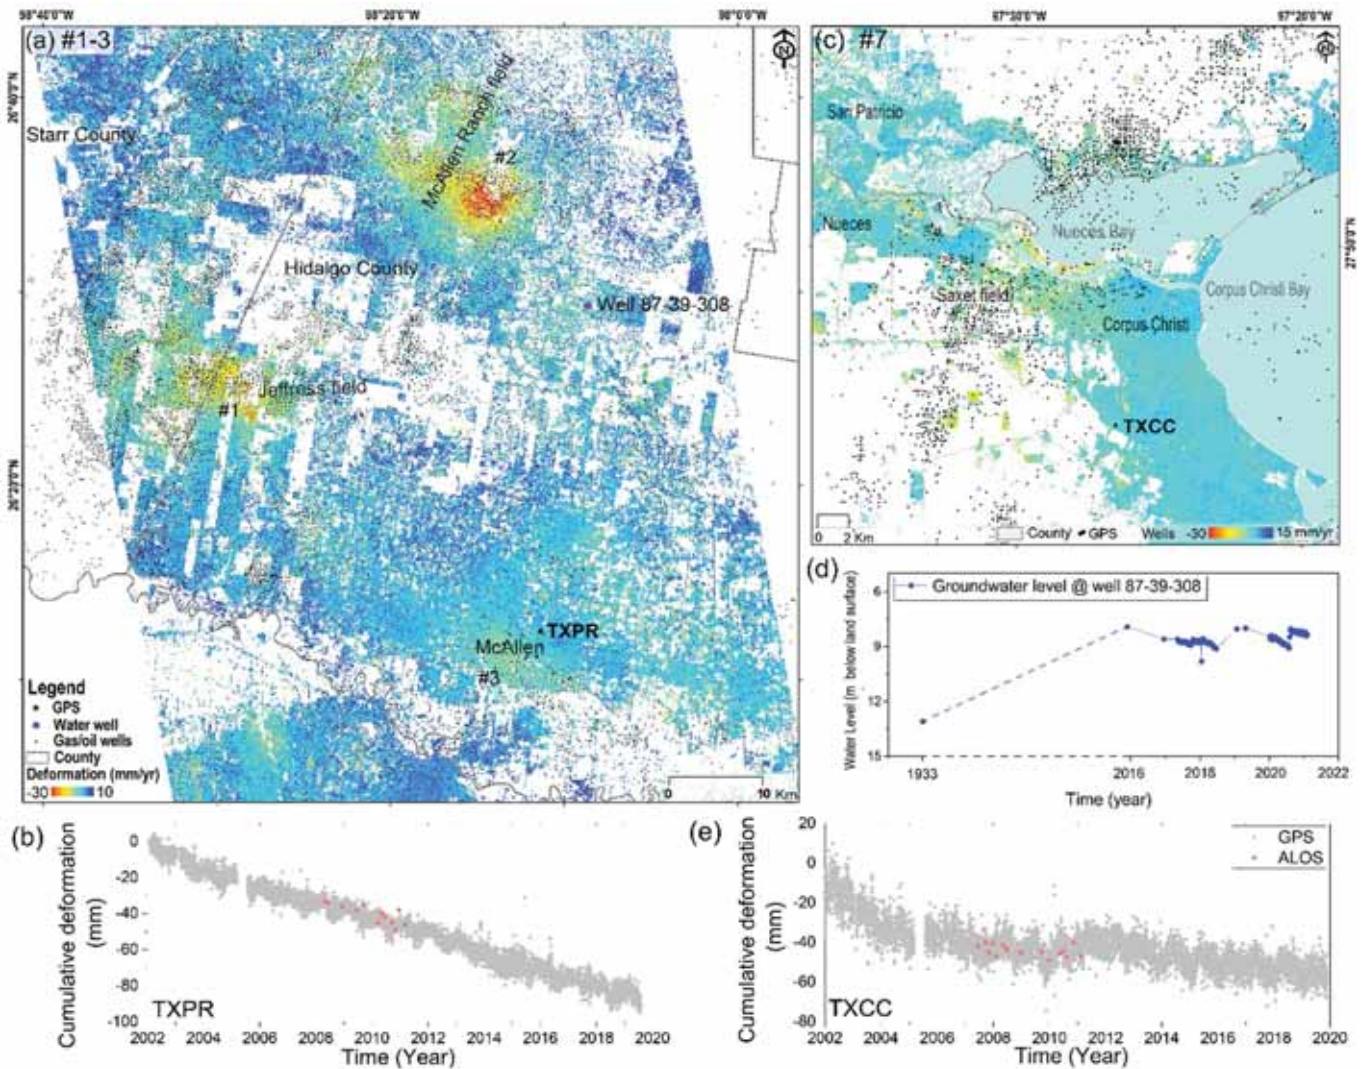 98°40'0"W 98°20'0"W 98°0'0"W
(a) #1-3
26°40'0"N
Starr County
McAllen Ranch field
#2
Hidalgo County
Well 87-39-308
Jeffress field
#1
26°20'0"N
TXPR
McAllen
#3
Legend
GPS
Water well
Gas/oil wells
County
Deformation (mm/yr)
-30 10
0 10 Km
97°30'0"W 97°20'0"W
(c) #7
San Patricio
Nueces
Nueces Bay
27°50'0"N
Saxet field
Corpus Christi Bay
Corpus Christi
TXCC
0 2 Km
County GPS Wells -30 15 mm/yr
(d)
Groundwater level @ well 87-39-308
Water Level (m below land surface)
6
9
12
15
1933 2016 2018 2020 2022
Time (year)
(b)
Cumulative deformation
(mm)
0
-20
-40
-60
-80
-100
TXPR
2002 2004 2006 2008 2010 2012 2014 2016 2018 2020
Time (Year)
(e)
Cumulative deformation
(mm)
20
0
-20
-40
-60
-80
GPS
ALOS
TXCC
2002 2004 2006 2008 2010 2012 2014 2016 2018 2020
Time (Year)